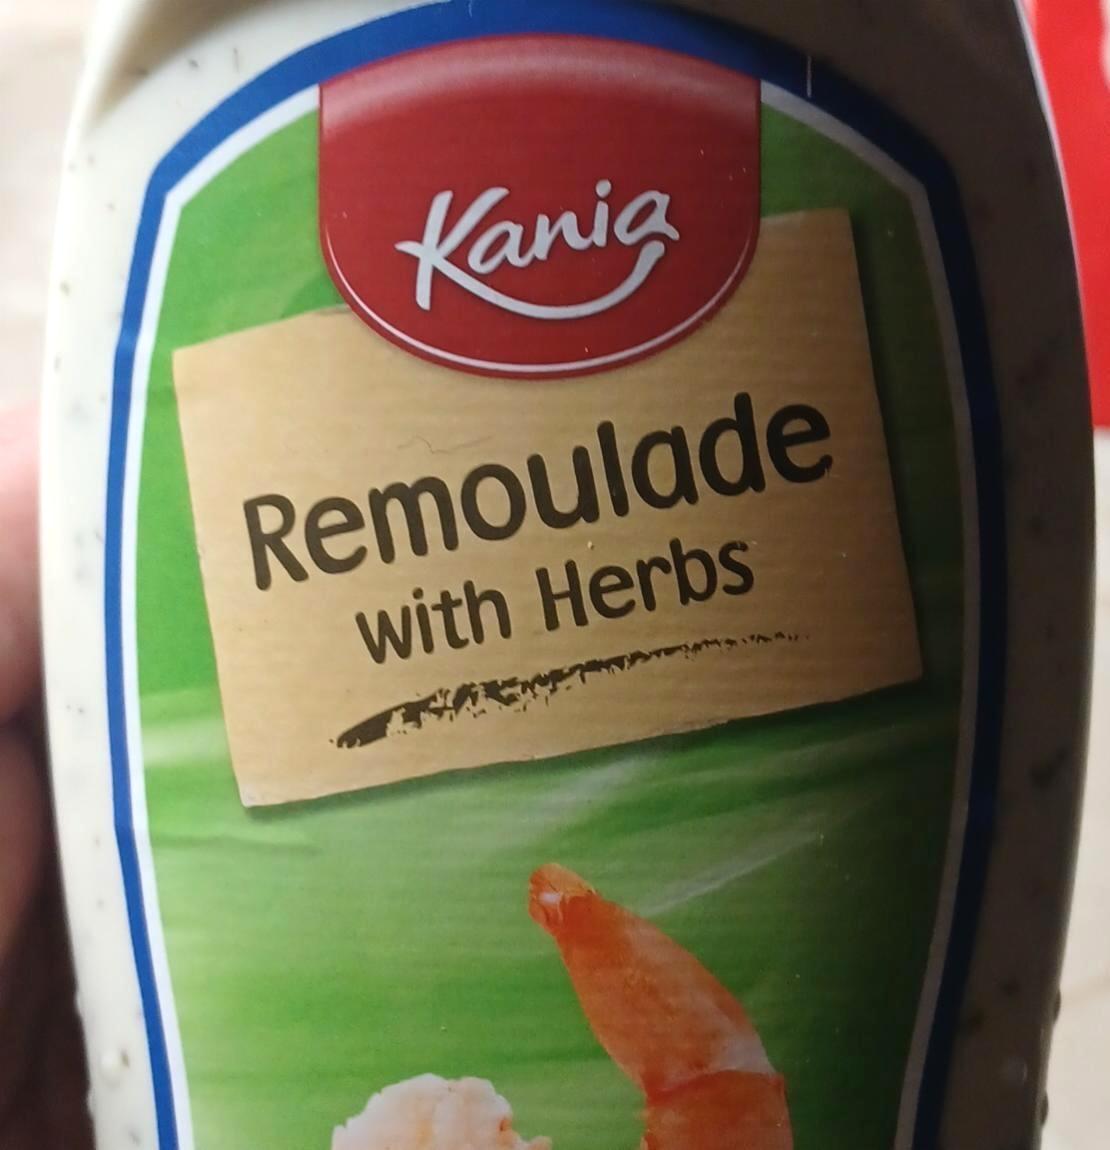 Kania
Remoulade
with Herbs